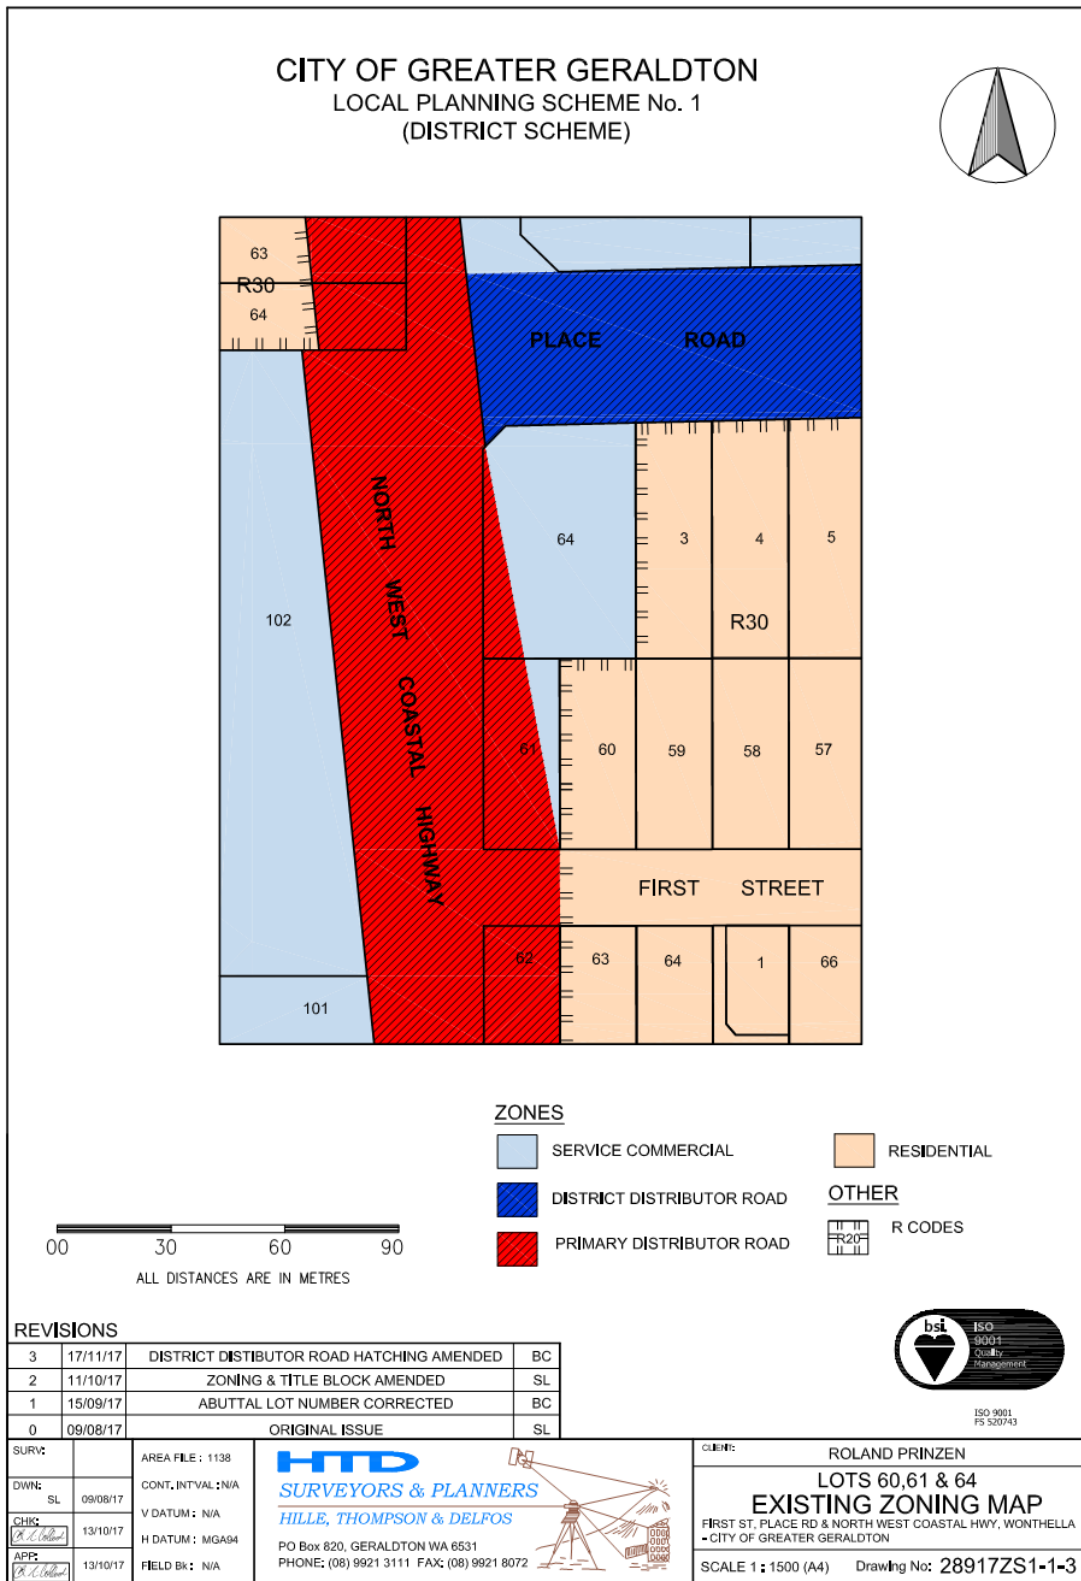 CITY OF GREATER GERALDTON
LOCAL PLANNING SCHEME No. 1
(DISTRICT SCHEME)
63
R30
64
PLACE ROAD
NORTH WEST COASTAL HIGHWAY
64
3
4
5
102
R30
61
60
59
58
57
FIRST STREET
62
63
64
1
66
101
ZONES
SERVICE COMMERCIAL
RESIDENTIAL
DISTRICT DISTRIBUTOR ROAD
OTHER
PRIMARY DISTRIBUTOR ROAD
R20
R CODES
00 30 60 90
ALL DISTANCES ARE IN METRES
REVISIONS
3 17/11/17 DISTRICT DISTIBUTOR ROAD HATCHING AMENDED BC
2 11/10/17 ZONING & TITLE BLOCK AMENDED SL
1 15/09/17 ABUTTAL LOT NUMBER CORRECTED BC
0 09/08/17 ORIGINAL ISSUE SL
bsi.
ISO
9001
Quality
Management
ISO 9001
FS 520743
SURV:
DWN:
SL 09/08/17
CHK:
13/10/17
APP:
13/10/17
AREA FILE : 1138
CONT. INT'VAL : N/A
V DATUM : N/A
H DATUM : MGA94
FIELD Bk : N/A
HTD
SURVEYORS & PLANNERS
HILLE, THOMPSON & DELFOS
PO Box 820, GERALDTON WA 6531
PHONE: (08) 9921 3111 FAX: (08) 9921 8072
CLIENT:
ROLAND PRINZEN
LOTS 60,61 & 64
EXISTING ZONING MAP
FIRST ST, PLACE RD & NORTH WEST COASTAL HWY, WONTHELLA
- CITY OF GREATER GERALDTON
SCALE 1 : 1500 (A4) Drawing No: 28917ZS1-1-3